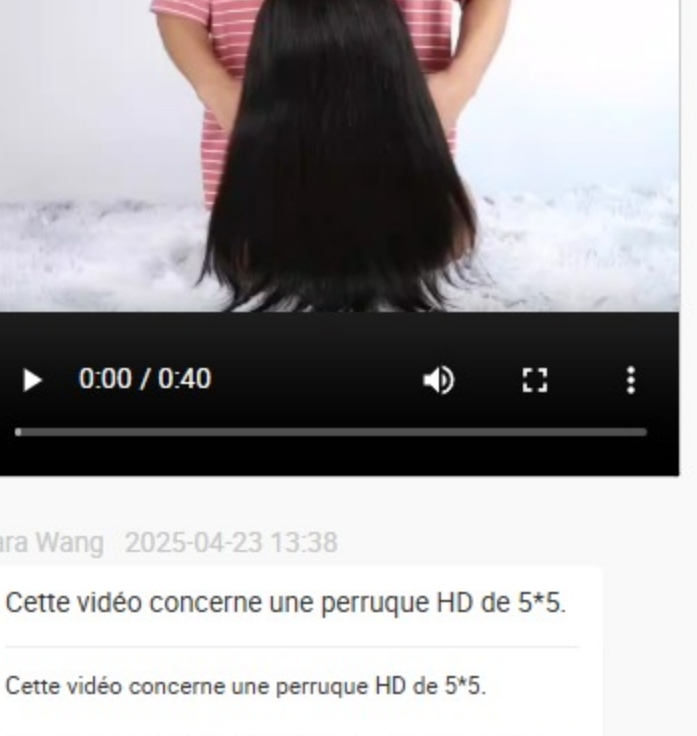 0:00 / 0:40
Wang 2025-04-23 13:38
Cette vidéo concerne une perruque HD de 5*5.
Cette vidéo concerne une perruque HD de 5*5.